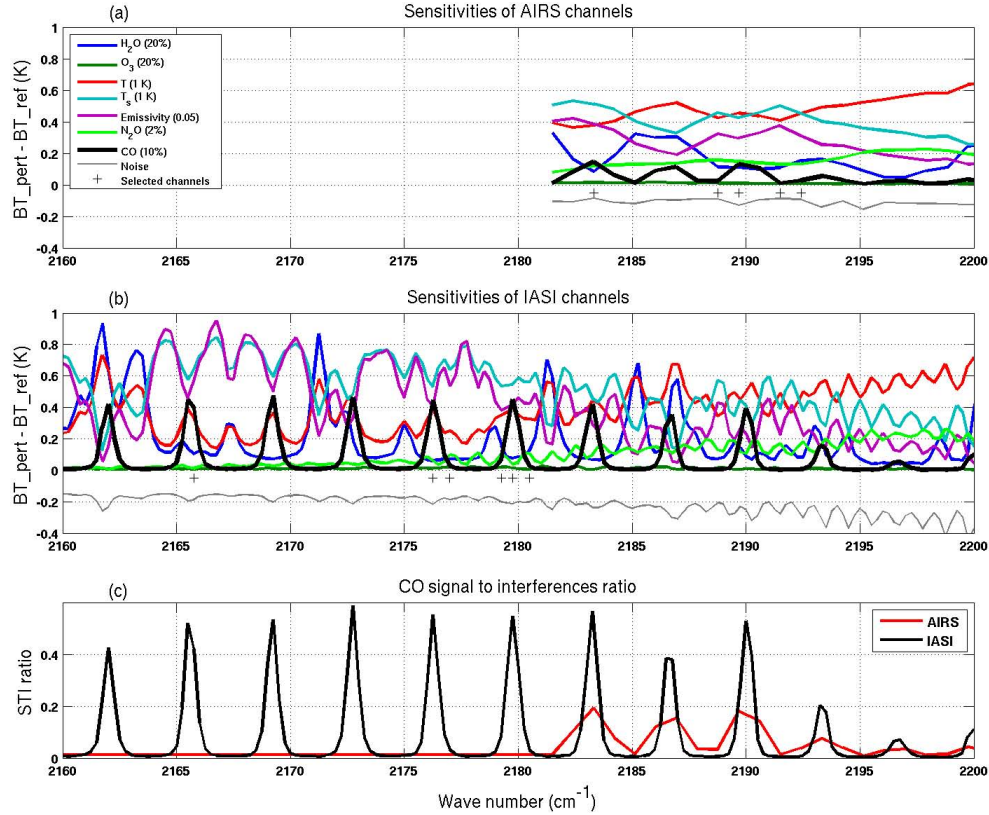 (a) Sensitivities of AIRS channels
BT_pert - BT_ref (K)
1
0.8
0.6
0.4
0.2
0
-0.2
-0.4
H2O (20%)
O3 (20%)
T (1 K)
Ts (1 K)
Emissivity (0.05)
N2O (2%)
CO (10%)
Noise
+ Selected channels
2160 2165 2170 2175 2180 2185 2190 2195 2200
(b) Sensitivities of IASI channels
BT_pert - BT_ref (K)
1
0.8
0.6
0.4
0.2
0
-0.2
-0.4
2160 2165 2170 2175 2180 2185 2190 2195 2200
(c) CO signal to interferences ratio
STI ratio
0.4
0.2
0
AIRS
IASI
2160 2165 2170 2175 2180 2185 2190 2195 2200
Wave number (cm-1)